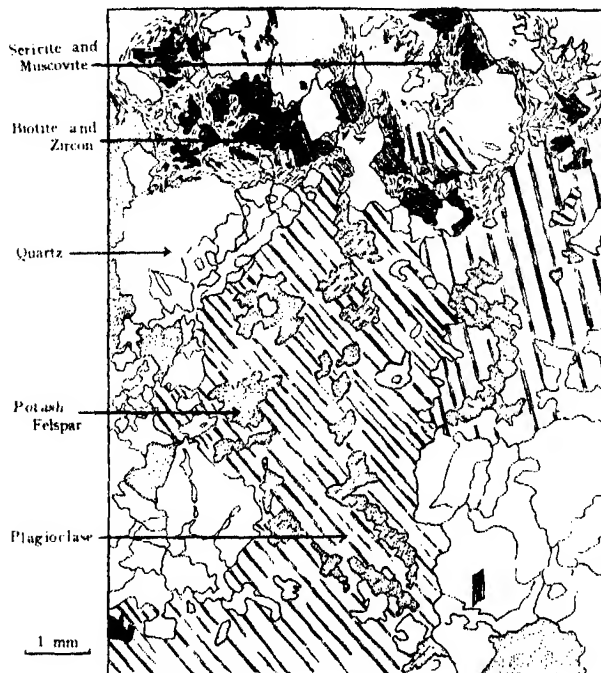 Sericite and
Muscovite
Biotite and
Zircon
Quartz
Potash
Felspar
Plagioclase
1 mm